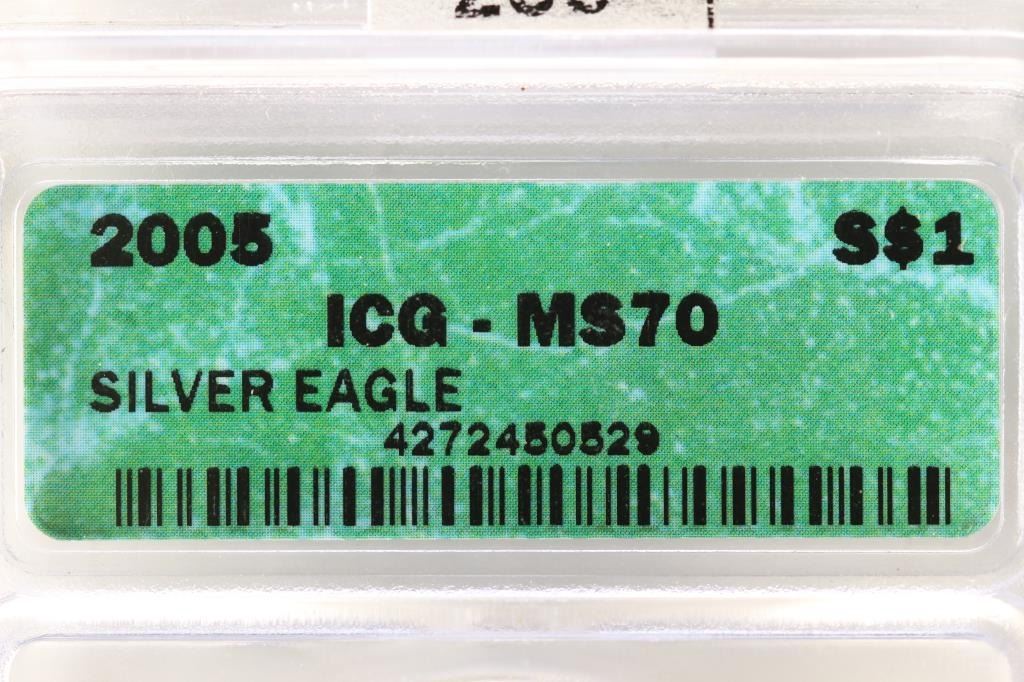 2005 S$1
ICG - MS70
SILVER EAGLE
4272450529